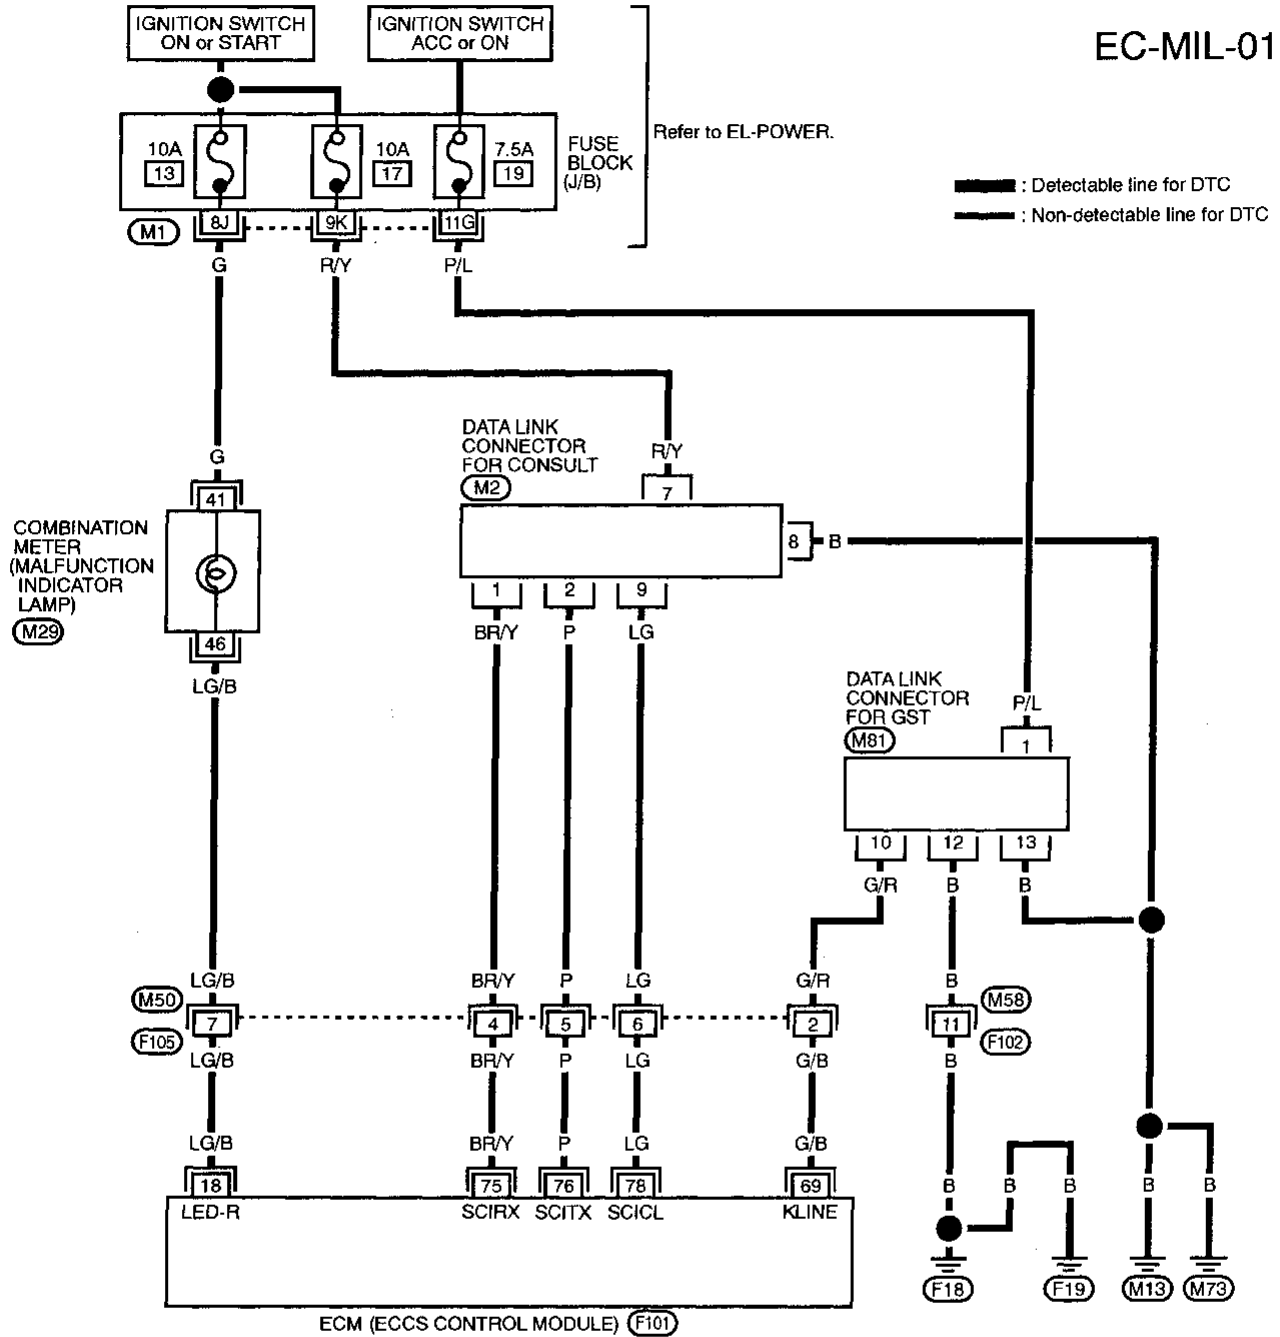 IGNITION SWITCH
ON or START
IGNITION SWITCH
ACC or ON
EC-MIL-01
Refer to EL-POWER.
10A
13
10A
17
7.5A
19
FUSE
BLOCK
(J/B)
: Detectable line for DTC
: Non-detectable line for DTC
M1
8J
9K
11G
G
R/Y
P/L
DATA LINK
CONNECTOR
FOR CONSULT
M2
R/Y
7
G
41
COMBINATION
METER
(MALFUNCTION
INDICATOR
LAMP)
M29
8
B
1
2
9
BR/Y
P
LG
46
LG/B
DATA LINK
CONNECTOR
FOR GST
M81
P/L
1
10
12
13
G/R
B
B
LG/B
BR/Y
P
LG
G/R
B
M50
7
4
5
6
2
11
M58
F105
F102
LG/B
BR/Y
P
LG
G/B
B
LG/B
BR/Y
P
LG
G/B
18
75
76
78
69
B
B
B
B
B
LED-R
SCIRX
SCITX
SCICL
KLINE
F18
F19
M13
M73
ECM (ECCS CONTROL MODULE)
F101